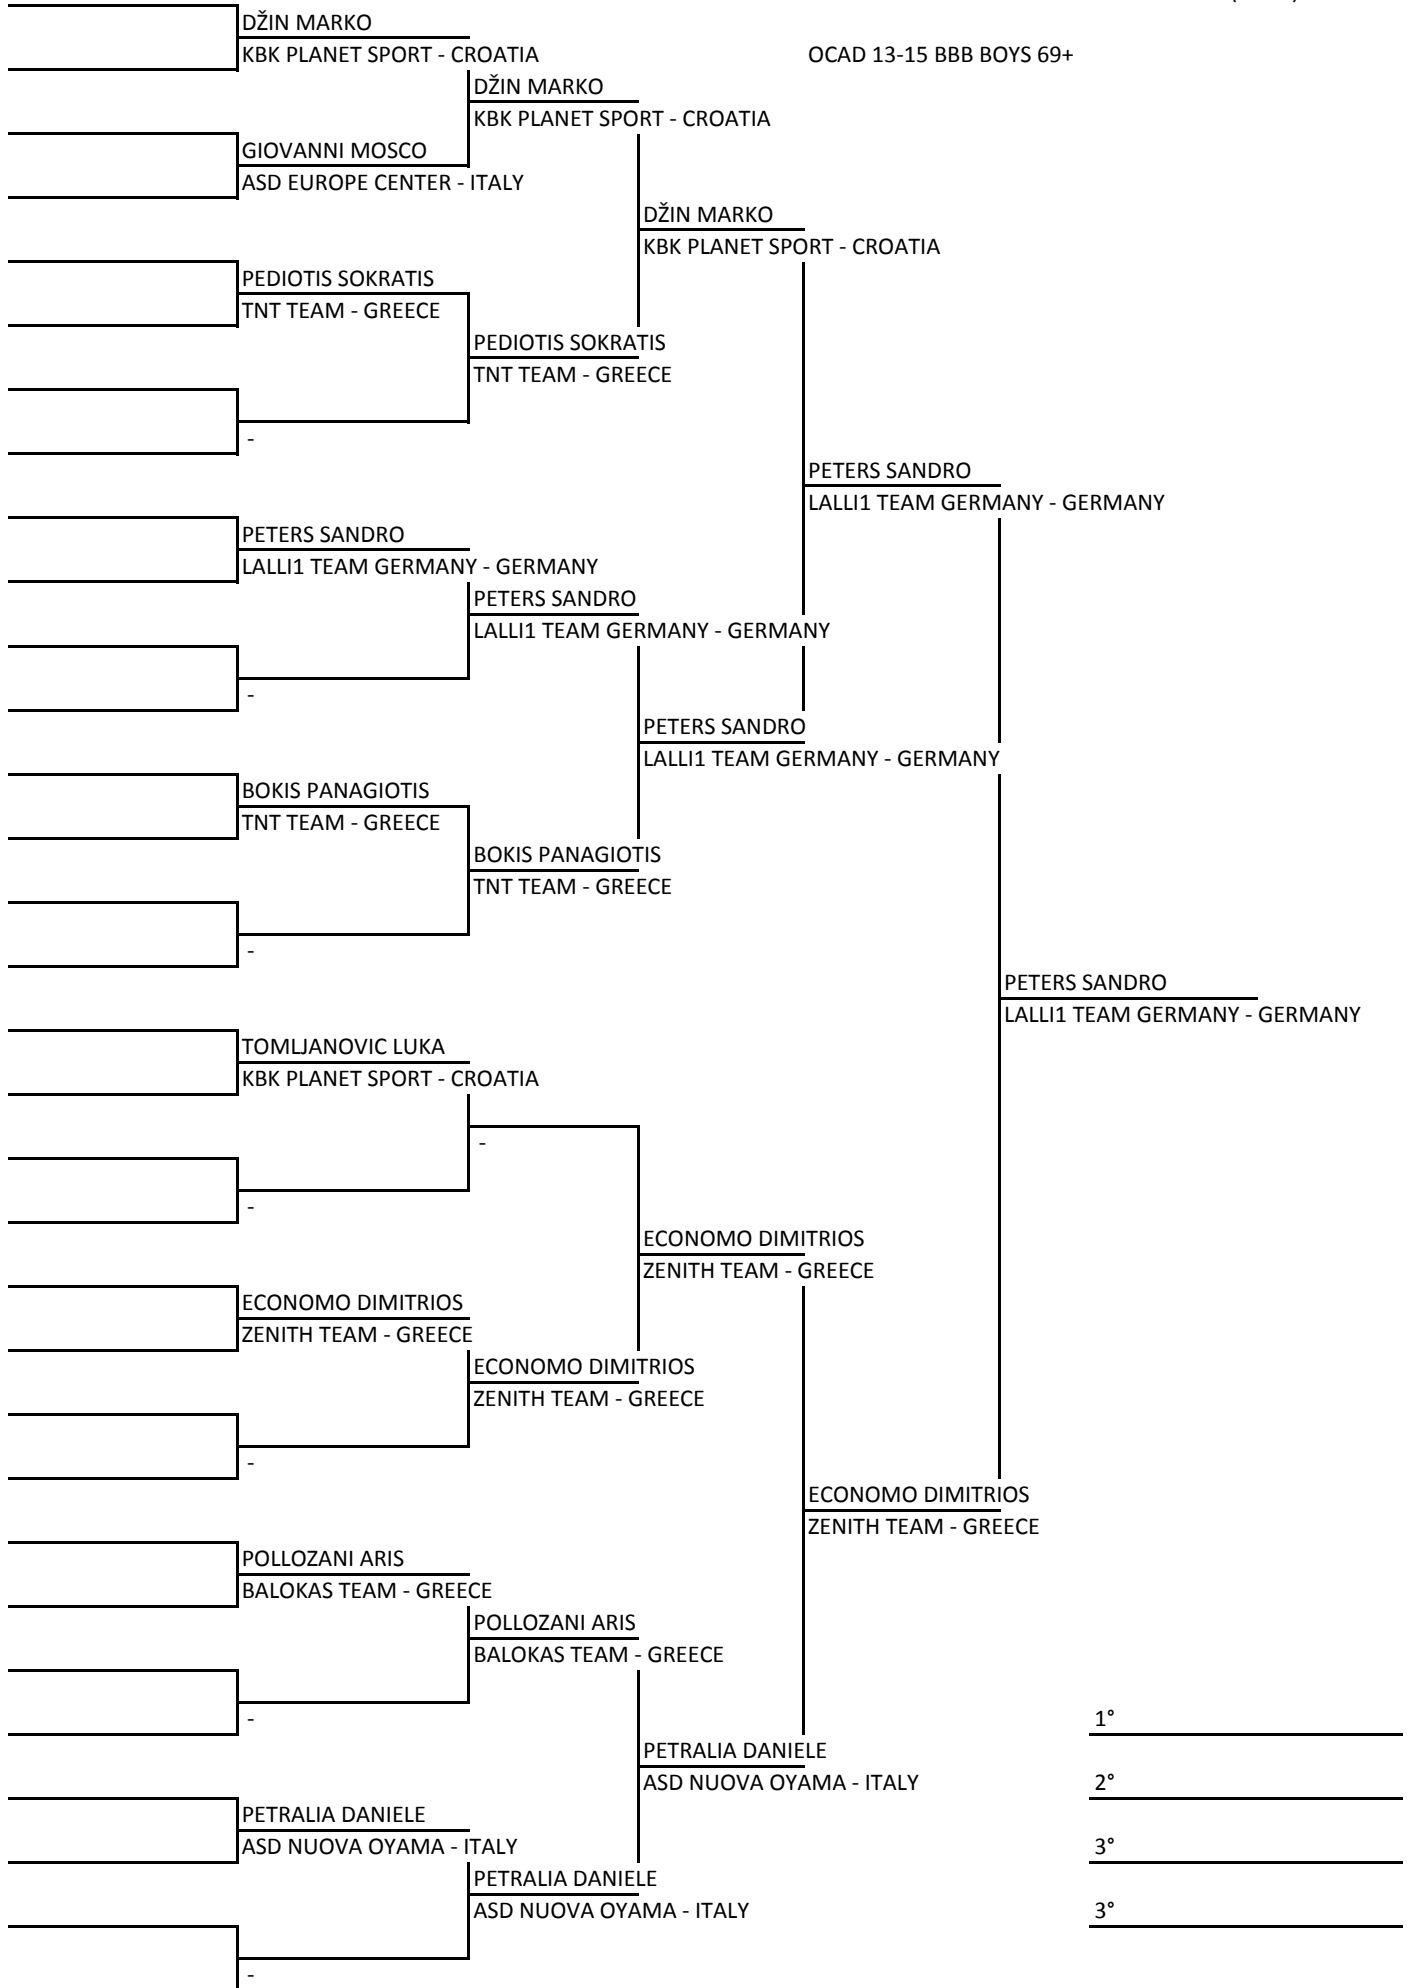 DŽIN MARKO
KBK PLANET SPORT - CROATIA
OCAD 13-15 BBB BOYS 69+
DŽIN MARKO
KBK PLANET SPORT - CROATIA
GIOVANNI MOSCO
ASD EUROPE CENTER - ITALY
DŽIN MARKO
KBK PLANET SPORT - CROATIA
PEDIOTIS SOKRATIS
TNT TEAM - GREECE
PEDIOTIS SOKRATIS
TNT TEAM - GREECE
-
PETERS SANDRO
LALLI1 TEAM GERMANY - GERMANY
PETERS SANDRO
LALLI1 TEAM GERMANY - GERMANY
PETERS SANDRO
LALLI1 TEAM GERMANY - GERMANY
-
PETERS SANDRO
LALLI1 TEAM GERMANY - GERMANY
BOKIS PANAGIOTIS
TNT TEAM - GREECE
BOKIS PANAGIOTIS
TNT TEAM - GREECE
-
PETERS SANDRO
LALLI1 TEAM GERMANY - GERMANY
TOMLJANOVIC LUKA
KBK PLANET SPORT - CROATIA
-
-
ECONOMO DIMITRIOS
ZENITH TEAM - GREECE
ECONOMO DIMITRIOS
ZENITH TEAM - GREECE
ECONOMO DIMITRIOS
ZENITH TEAM - GREECE
-
ECONOMO DIMITRIOS
ZENITH TEAM - GREECE
POLLOZANI ARIS
BALOKAS TEAM - GREECE
POLLOZANI ARIS
BALOKAS TEAM - GREECE
-
1°
PETRALIA DANIELE
ASD NUOVA OYAMA - ITALY
2°
PETRALIA DANIELE
ASD NUOVA OYAMA - ITALY
3°
PETRALIA DANIELE
ASD NUOVA OYAMA - ITALY
3°
-